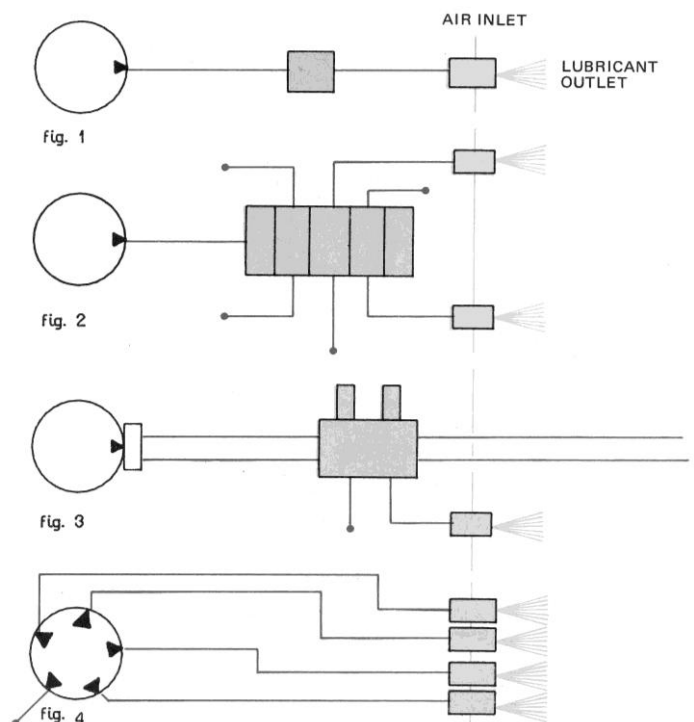 AIR INLET
LUBRICANT
OUTLET
fig. 1
fig. 2
fig. 3
fig. 4